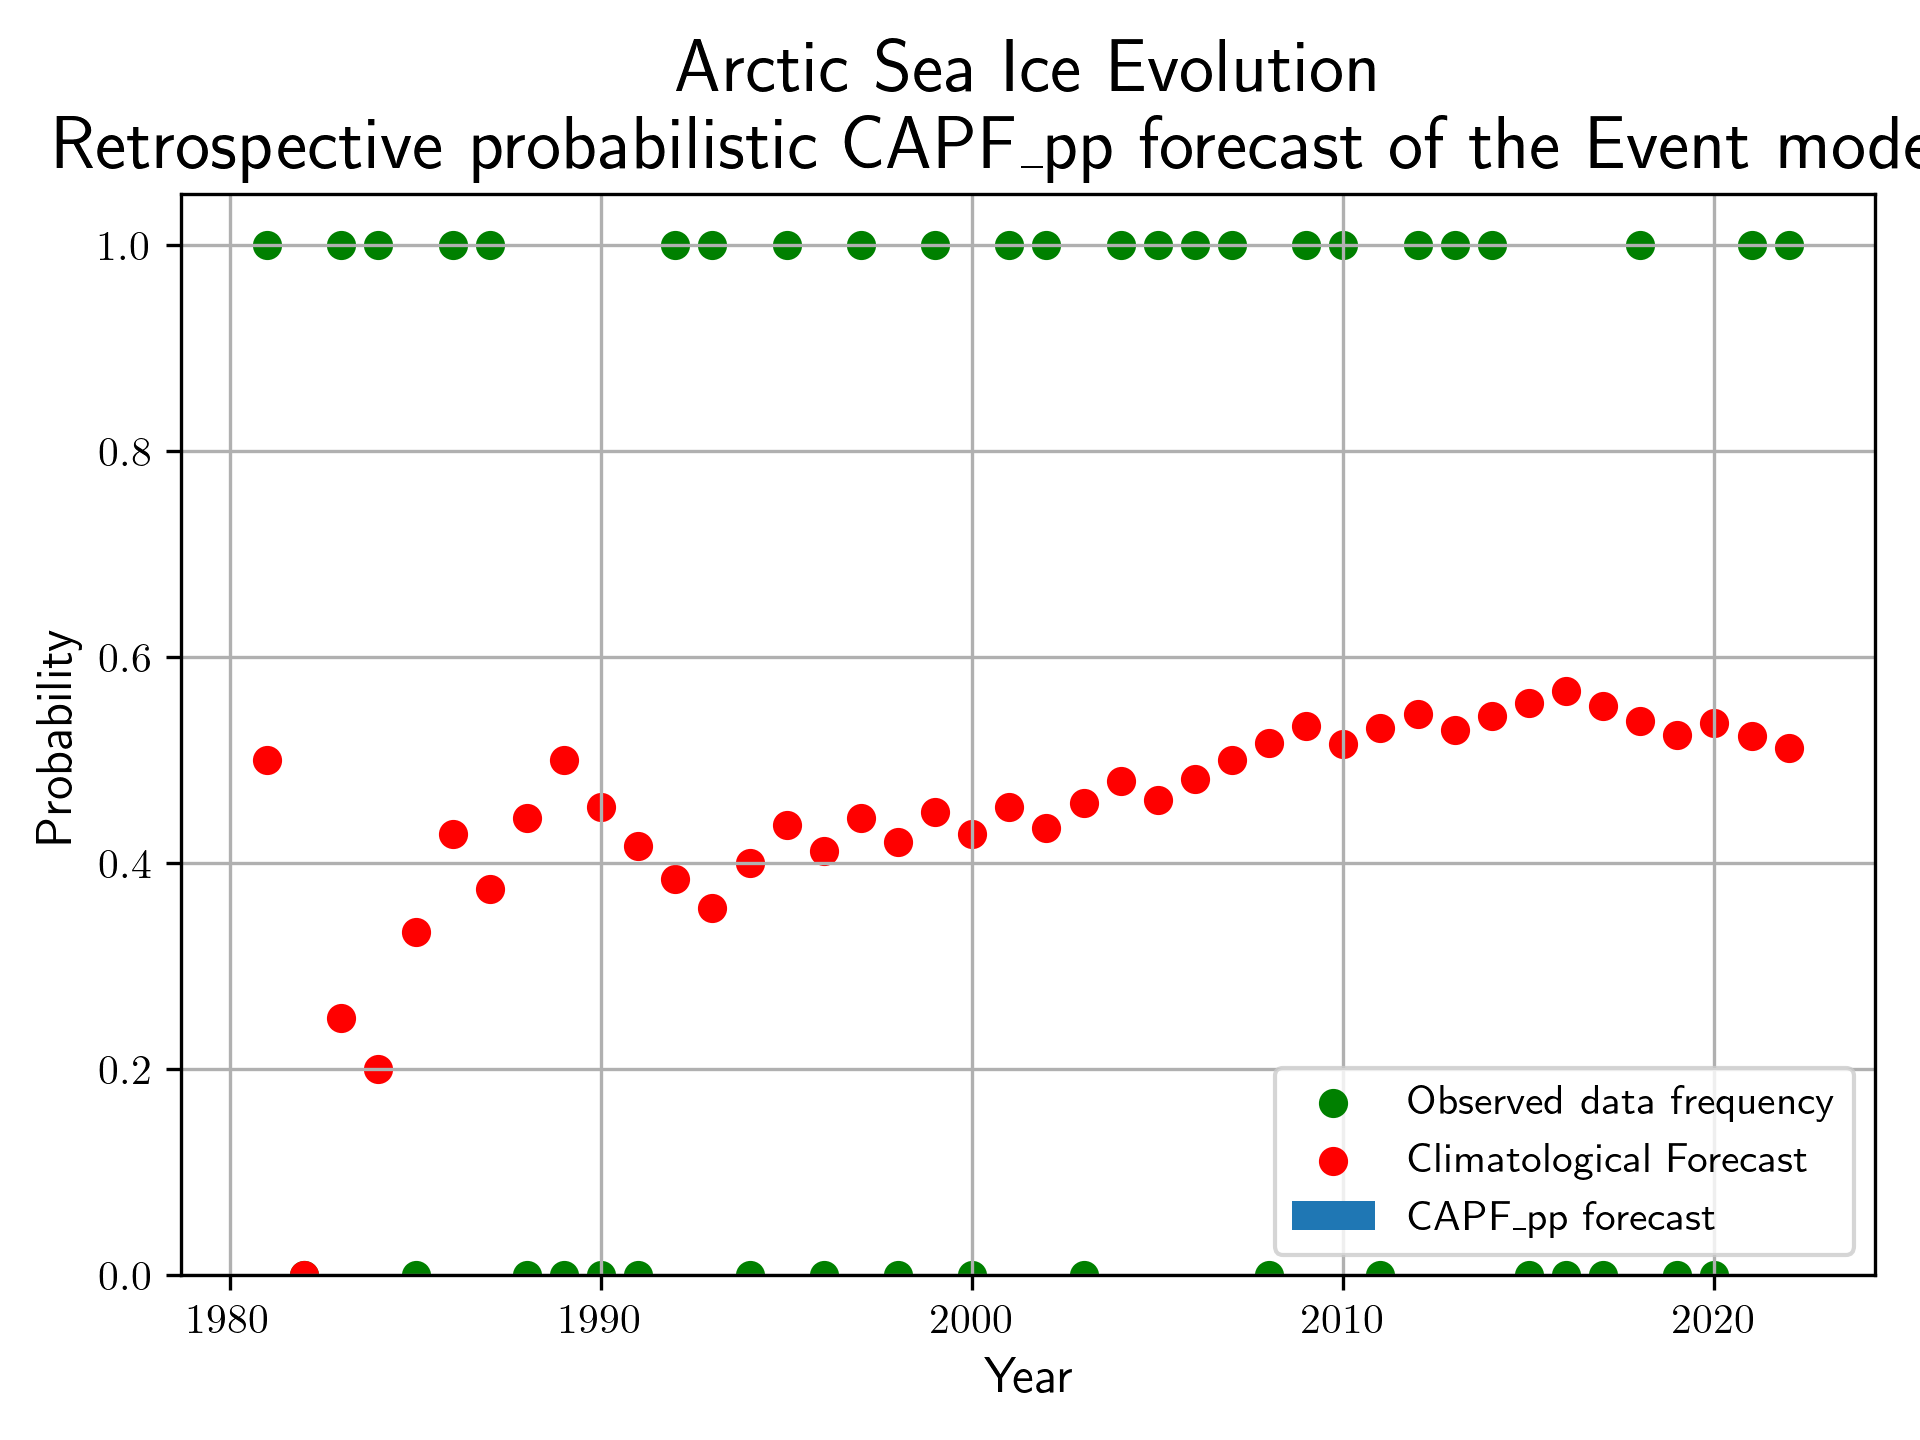 Arctic Sea Ice Evolution
Retrospective probabilistic CAPF_pp forecast of the Event mode
1.0
0.8
0.6
0.4
0.2
0.0
Probability
Observed data frequency
Climatological Forecast
CAPF_pp forecast
1980 1990 2000 2010 2020
Year